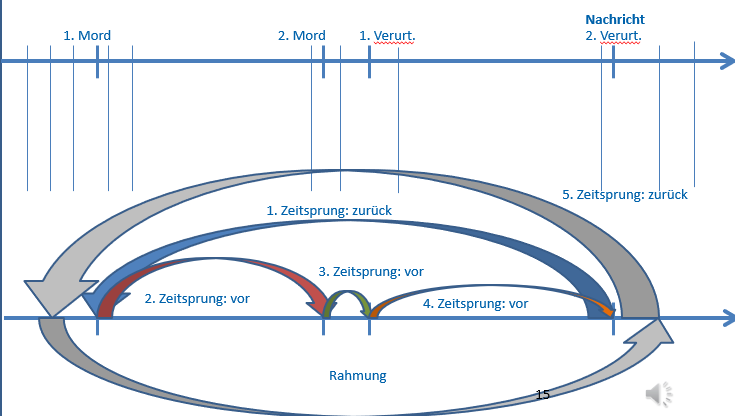 Nachricht
1. Mord
2. Mord
1. Verurt.
2. Verurt.
5. Zeitsprung: zurück
1. Zeitsprung: zurück
3. Zeitsprung: vor
2. Zeitsprung: vor
4. Zeitsprung: vor
Rahmung
15